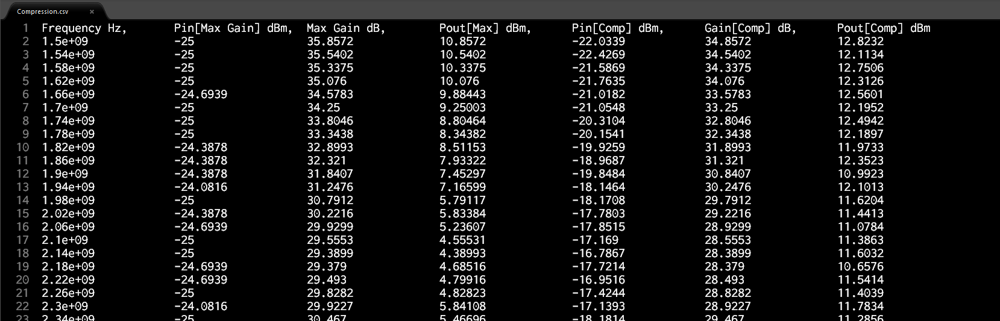 Compression.csv ×
1 Frequency Hz, Pin[Max Gain] dBm, Max Gain dB, Pout[Max] dBm, Pin[Comp] dBm, Gain[Comp] dB, Pout[Comp] dBm
2 1.5e+09 -25 35.8572 10.8572 -22.0339 34.8572 12.8232
3 1.54e+09 -25 35.5402 10.5402 -22.4269 34.5402 12.1134
4 1.58e+09 -25 35.3375 10.3375 -21.5869 34.3375 12.7506
5 1.62e+09 -25 35.076 10.076 -21.7635 34.076 12.3126
6 1.66e+09 -24.6939 34.5783 9.88443 -21.0182 33.5783 12.5601
7 1.7e+09 -25 34.25 9.25003 -21.0548 33.25 12.1952
8 1.74e+09 -25 33.8046 8.80464 -20.3104 32.8046 12.4942
9 1.78e+09 -25 33.3438 8.34382 -20.1541 32.3438 12.1897
10 1.82e+09 -24.3878 32.8993 8.51153 -19.9259 31.8993 11.9733
11 1.86e+09 -24.3878 32.321 7.93322 -18.9687 31.321 12.3523
12 1.9e+09 -24.3878 31.8407 7.45297 -19.8484 30.8407 10.9923
13 1.94e+09 -24.0816 31.2476 7.16599 -18.1464 30.2476 12.1013
14 1.98e+09 -25 30.7912 5.79117 -18.1708 29.7912 11.6204
15 2.02e+09 -24.3878 30.2216 5.83384 -17.7803 29.2216 11.4413
16 2.06e+09 -24.6939 29.9299 5.23607 -17.8515 28.9299 11.0784
17 2.1e+09 -25 29.5553 4.55531 -17.169 28.5553 11.3863
18 2.14e+09 -25 29.3899 4.38993 -16.7867 28.3899 11.6032
19 2.18e+09 -24.6939 29.379 4.68516 -17.7214 28.379 10.6576
20 2.22e+09 -24.6939 29.493 4.79916 -16.9516 28.493 11.5414
21 2.26e+09 -25 29.8282 4.82823 -17.4244 28.8282 11.4039
22 2.3e+09 -24.0816 29.9227 5.84108 -17.1393 28.9227 11.7834
23 2.34e+09 -25 30.467 5.46696 -18.1814 29.467 11.2856